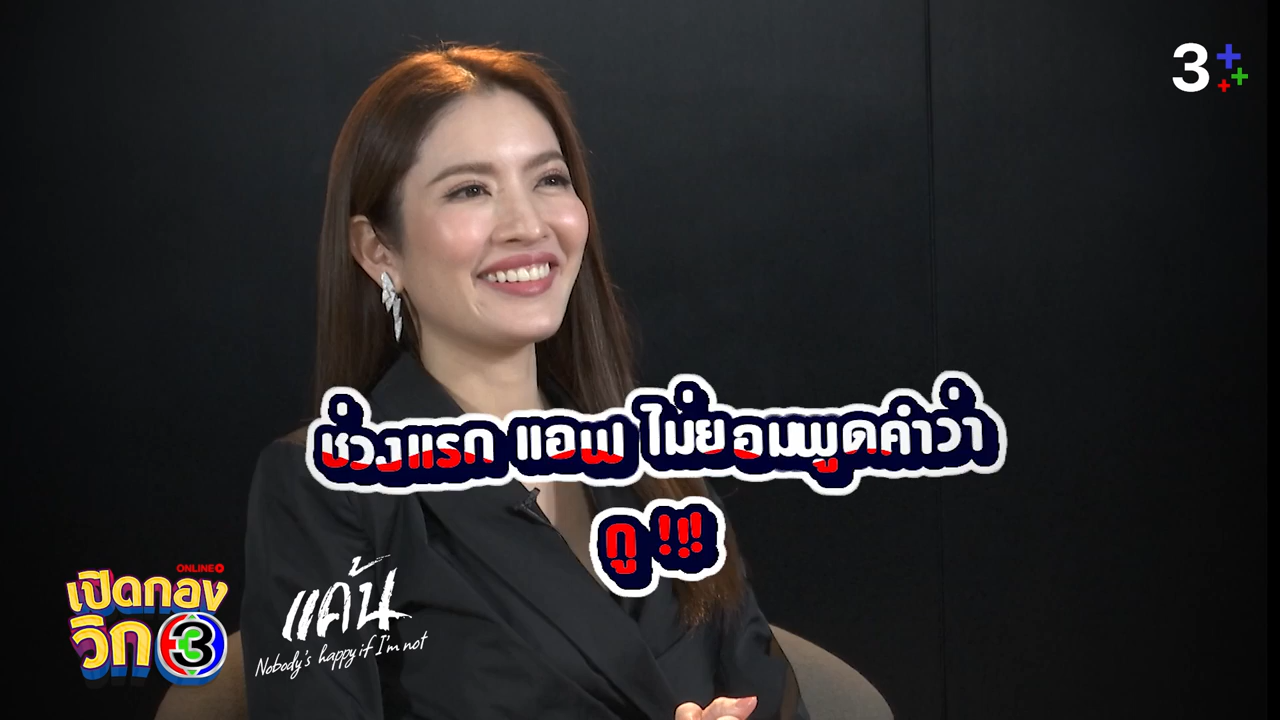 3
ช่วงแรก แอฟ ไม่ยอมพูดคำว่า
กู !!!
ONLINE
เปิดกอง
วิก 3
แค้น
Nobody's happy if I'm not